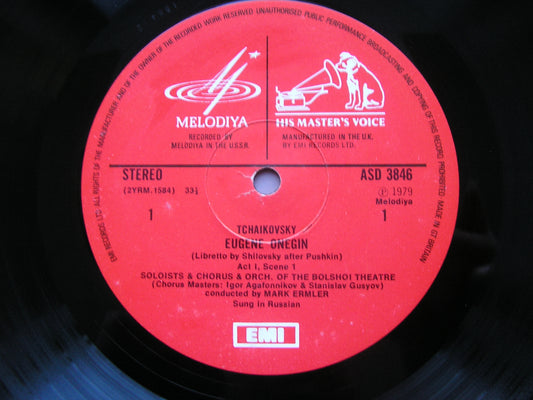 ALL RIGHTS OF THE MANUFACTURER AND OF THE OWNER OF THE RECORDED WORK RESERVED UNAUTHORISED PUBLIC PERFORMANCE BROADCASTING AND COPYING OF THIS RECORD PROHIBITED MADE IN GT BRITAIN
EMI RECORDS LTD.
MELODIYA
RECORDED BY
MELODIYA IN THE U.S.S.R.
HIS MASTER'S VOICE
MANUFACTURED IN THE U.K.
BY EMI RECORDS LTD.
STEREO
(2YRM.1584) 33⅓
1
ASD 3846
℗ 1979
Melodiya
1
TCHAIKOVSKY
EUGENE ONEGIN
(Libretto by Shilovsky after Pushkin)
Act I, Scene 1
SOLOISTS & CHORUS & ORCH. OF THE BOLSHOI THEATRE
(Chorus Masters: Igor Agafonnikov & Stanislav Gusyov)
conducted by MARK ERMLER
Sung in Russian
EMI